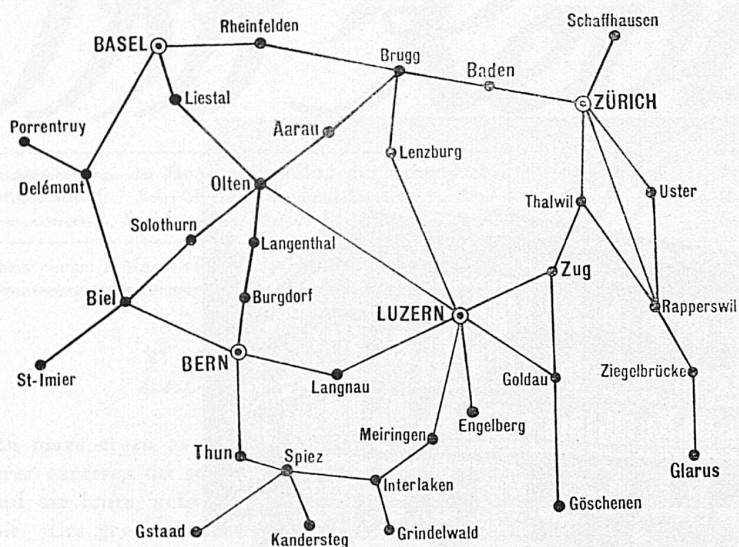 Schaffhausen
Rheinfelden
BASEL
Brugg
Baden
ZÜRICH
Liestal
Aarau
Porrentruy
Lenzburg
Delémont
Olten
Thalwil
Uster
Solothurn
Langenthal
Zug
Biel
Burgdorf
LUZERN
Rapperswil
BERN
St-Imier
Langnau
Goldau
Ziegelbrücke
Engelberg
Meiringen
Thun
Spiez
Glarus
Interlaken
Göschenen
Gstaad
Kandersteg
Grindelwald